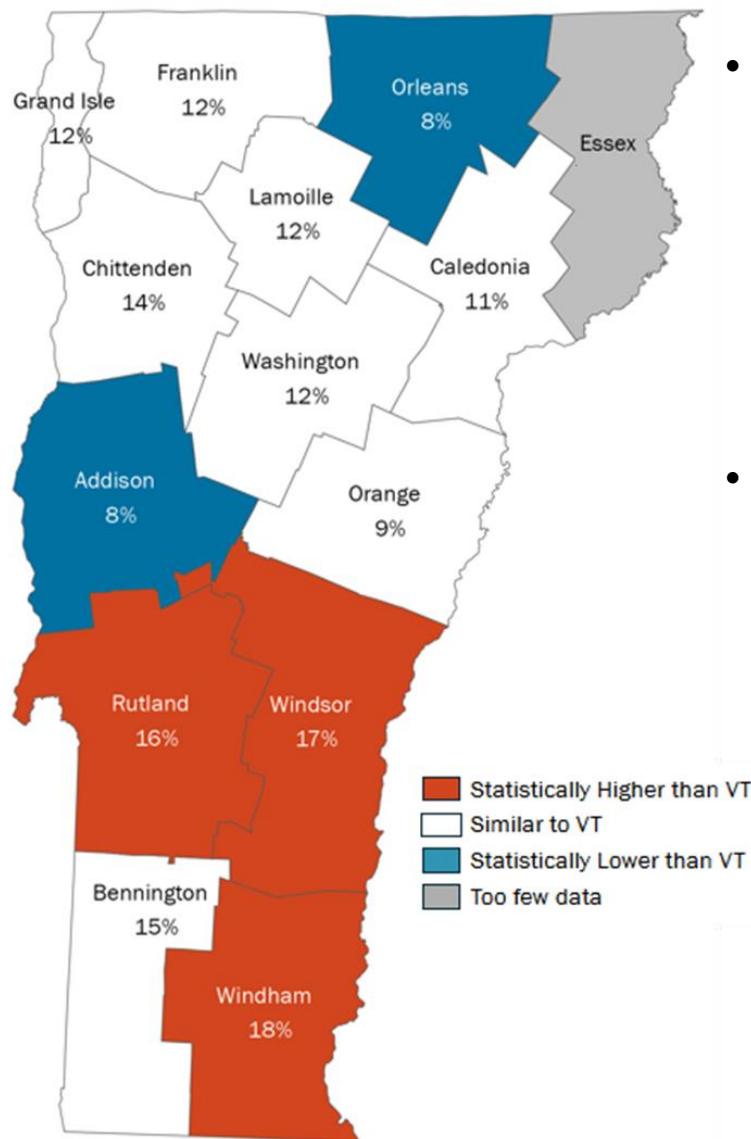 Franklin
12%
Orleans
8%
Grand Isle
12%
Essex
Lamoille
12%
Chittenden
14%
Caledonia
11%
Washington
12%
Addison
8%
Orange
9%
Rutland
16%
Windsor
17%
Statistically Higher than VT
Similar to VT
Statistically Lower than VT
Too few data
Bennington
15%
Windham
18%